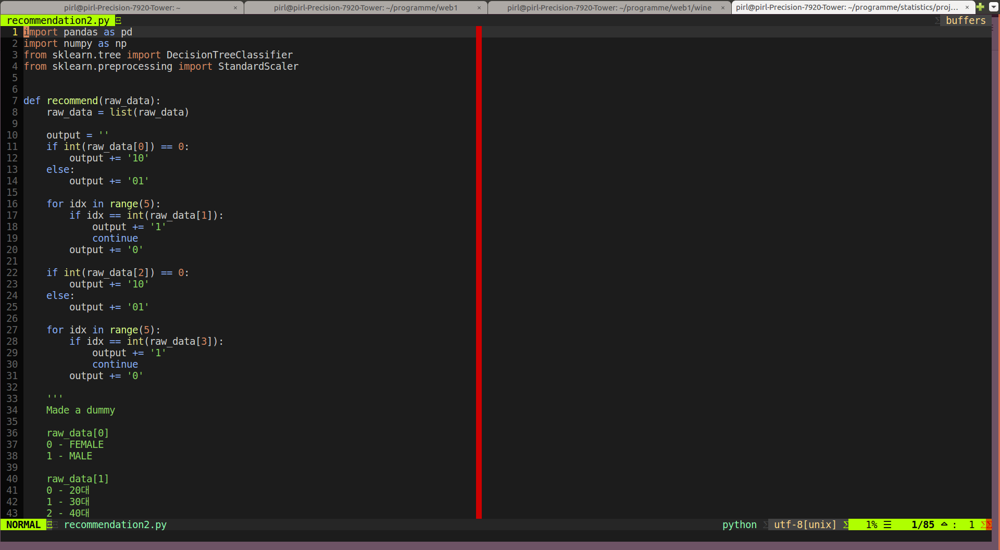 pirl@pirl-Precision-7920-Tower: ~ × pirl@pirl-Precision-7920-Tower: ~/programme/web1 × pirl@pirl-Precision-7920-Tower: ~/programme/web1/wine × pirl@pirl-Precision-7920-Tower: ~/programme/statistics/proj... ×
recommendation2.py buffers
1 import pandas as pd
2 import numpy as np
3 from sklearn.tree import DecisionTreeClassifier
4 from sklearn.preprocessing import StandardScaler
5
6
7 def recommend(raw_data):
8     raw_data = list(raw_data)
9
10     output = ''
11     if int(raw_data[0]) == 0:
12         output += '10'
13     else:
14         output += '01'
15
16     for idx in range(5):
17         if idx == int(raw_data[1]):
18             output += '1'
19             continue
20         output += '0'
21
22     if int(raw_data[2]) == 0:
23         output += '10'
24     else:
25         output += '01'
26
27     for idx in range(5):
28         if idx == int(raw_data[3]):
29             output += '1'
30             continue
31         output += '0'
32
33     '''
34     Made a dummy
35
36     raw_data[0]
37     0 - FEMALE
38     1 - MALE
39
40     raw_data[1]
41     0 - 20대
42     1 - 30대
43     2 - 40대
NORMAL recommendation2.py python utf-8[unix] 1% ☰ 1/85 : 1